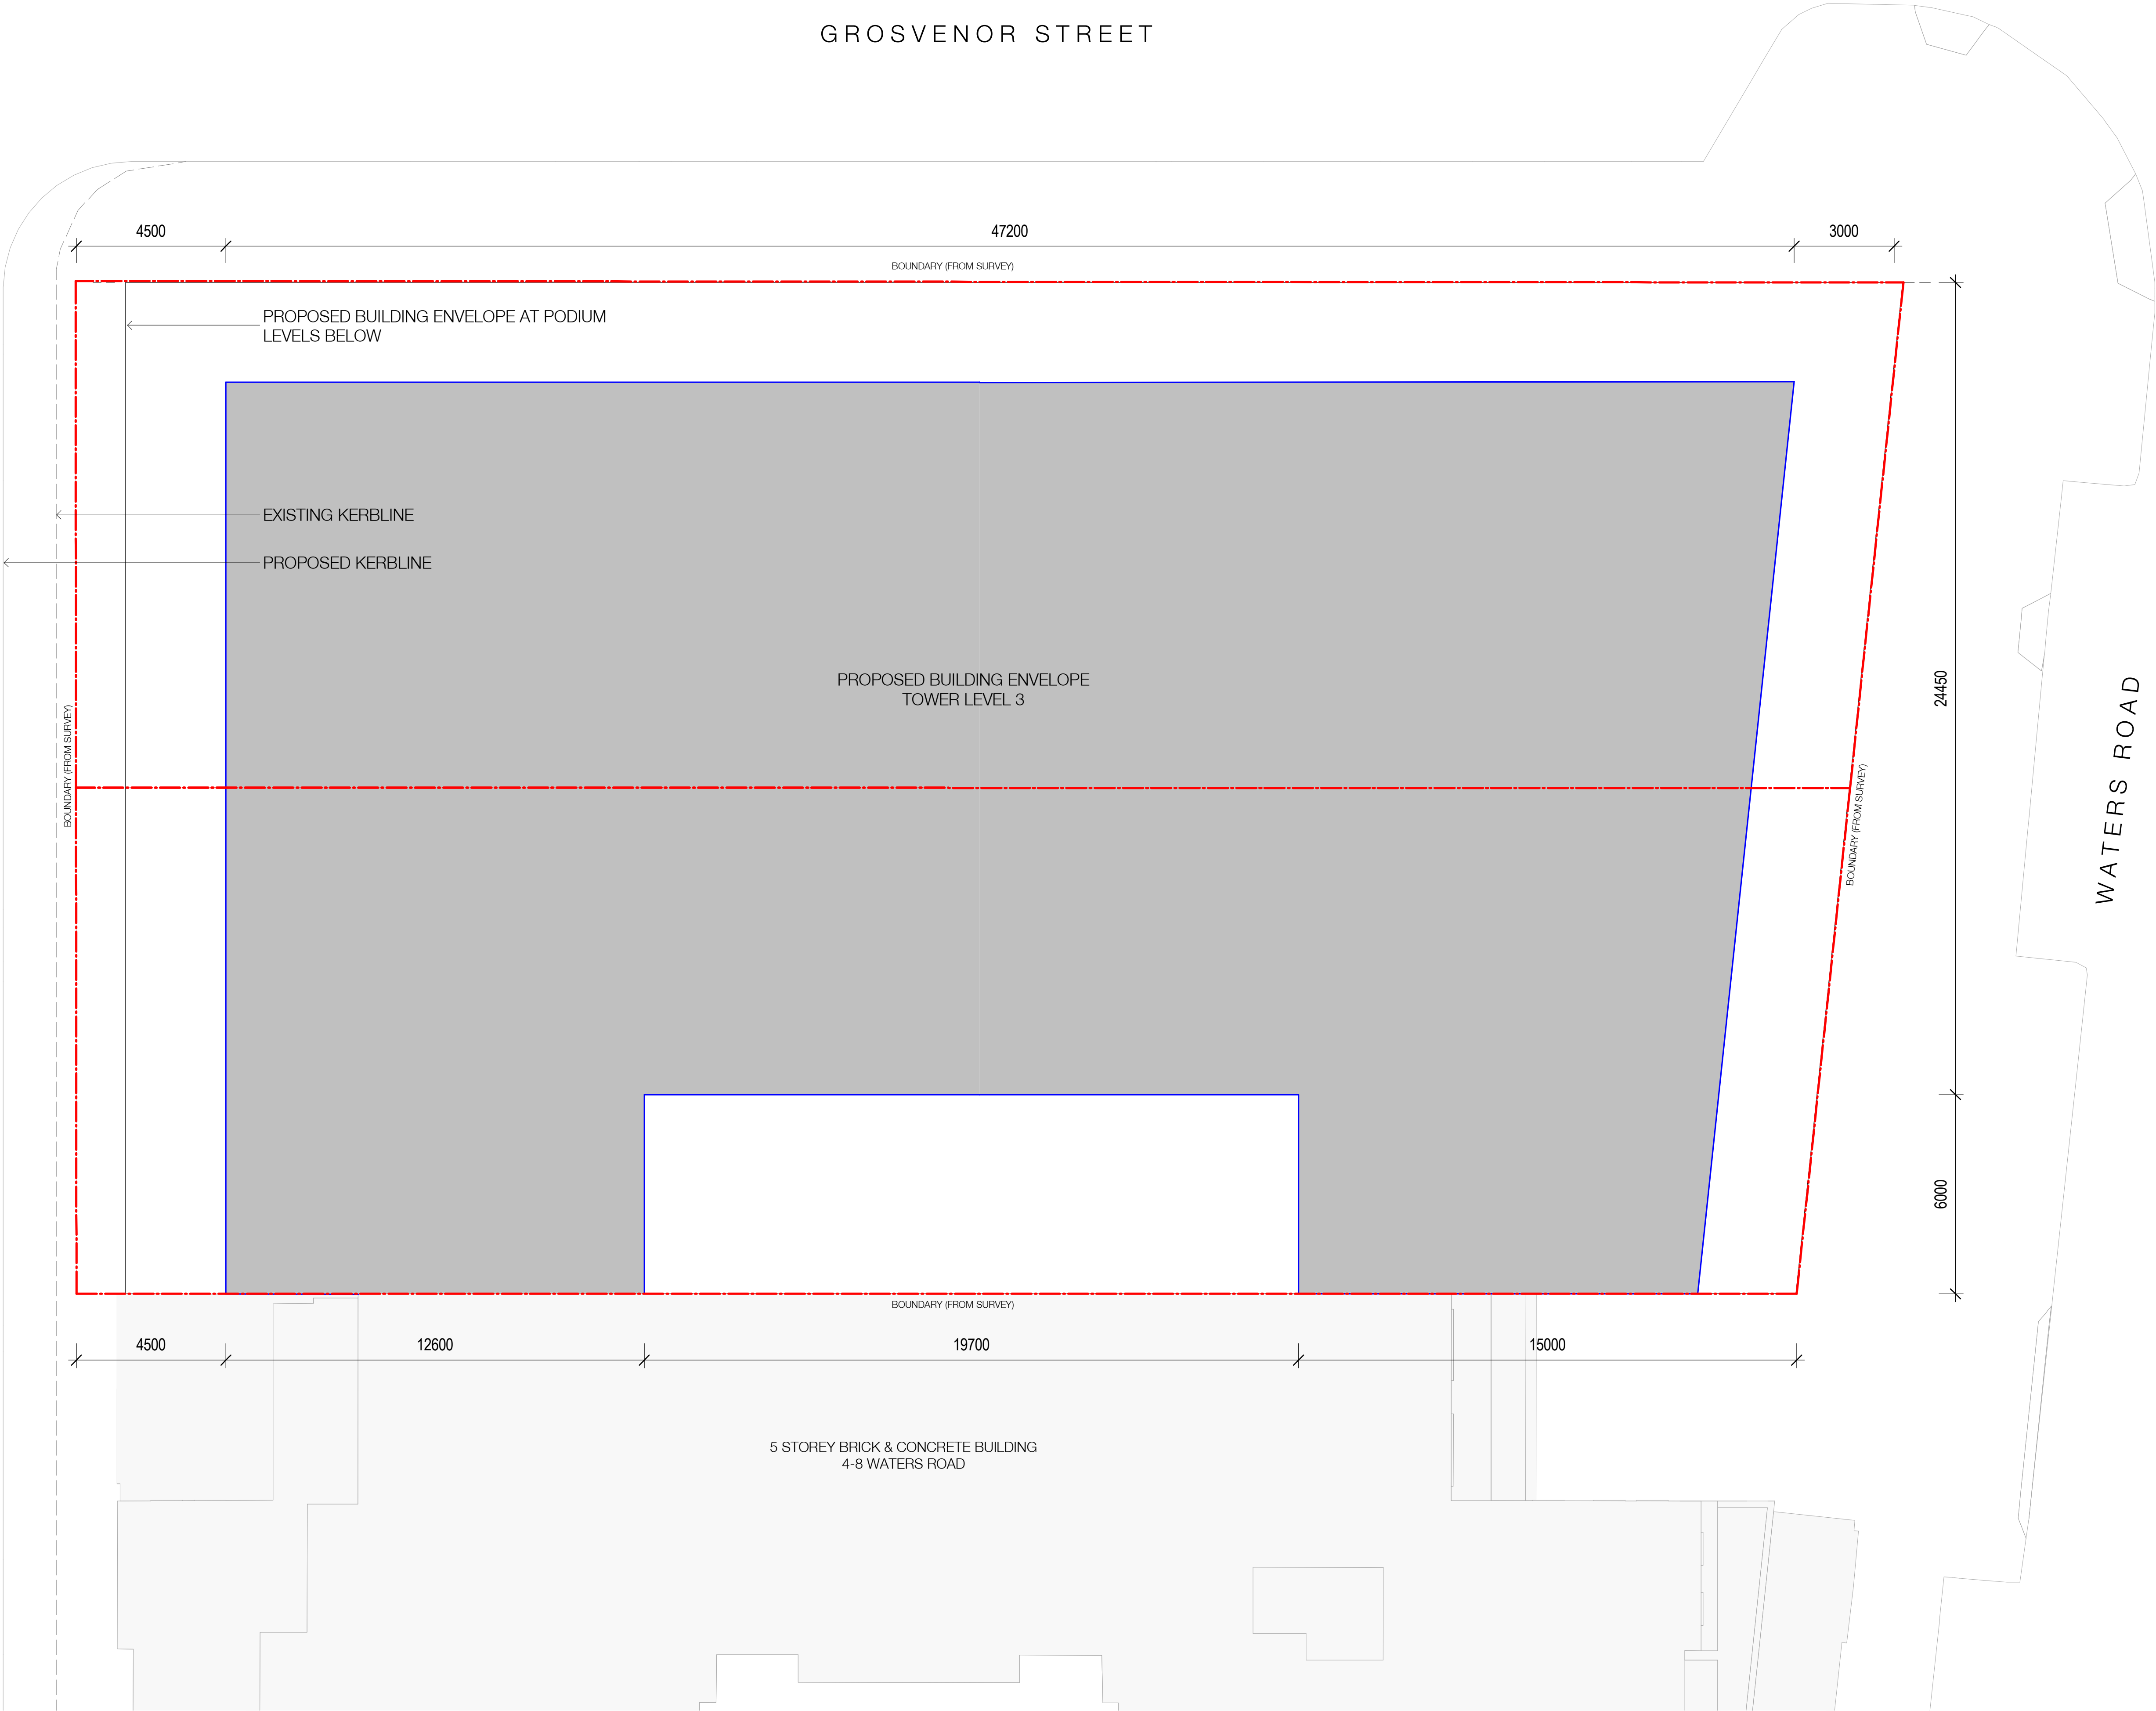 GROSVENOR STREET
4500
47200
3000
BOUNDARY (FROM SURVEY)
PROPOSED BUILDING ENVELOPE AT PODIUM
LEVELS BELOW
EXISTING KERBLINE
PROPOSED KERBLINE
PROPOSED BUILDING ENVELOPE
TOWER LEVEL 3
24450
WATERS ROAD
BOUNDARY (FROM SURVEY)
BOUNDARY (FROM SURVEY)
6000
BOUNDARY (FROM SURVEY)
4500
12600
19700
15000
5 STOREY BRICK & CONCRETE BUILDING
4-8 WATERS ROAD